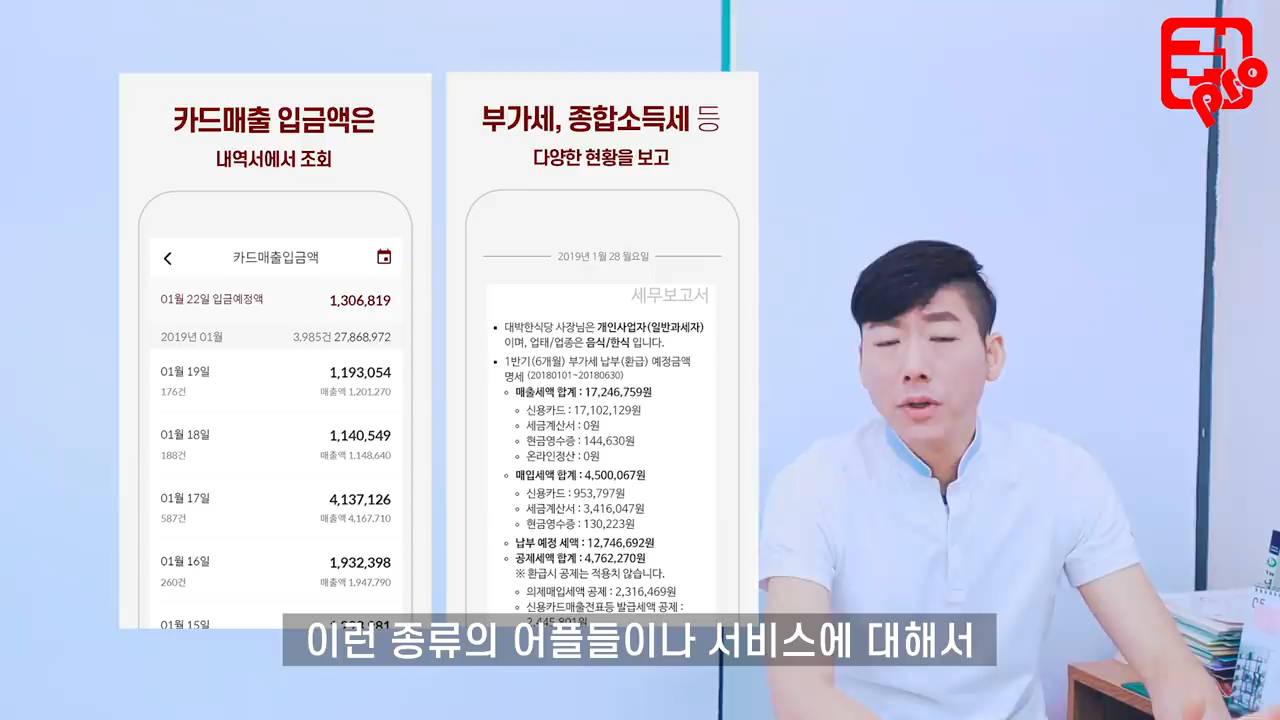 카드매출 입금액은
내역서에서 조회
카드매출입금액
01월 22일 입금예정액 1,306,819
2019년 01월 3,985건 27,868,972
01월 19일 1,193,054
176건 매출액 1,201,270
01월 18일 1,140,549
188건 매출액 1,148,640
01월 17일 4,137,126
587건 매출액 4,167,710
01월 16일 1,932,398
260건 매출액 1,947,790
01월 15일
부가세, 종합소득세 등
다양한 현황을 보고
2019년 1월 28 월요일
세무보고서
대박한식당 사장님은 개인사업자(일반과세자)
이며, 업태/업종은 음식/한식 입니다.
1반기(6개월) 부가세 납부(환급) 예정금액
명세 (20180101~20180630)
매출세액 합계 : 17,246,759원
신용카드 : 17,102,129원
세금계산서 : 0원
현금영수증 : 144,630원
온라인정산 : 0원
매입세액 합계 : 4,500,067원
신용카드 : 953,797원
세금계산서 : 3,416,047원
현금영수증 : 130,223원
납부 예정 세액 : 12,746,692원
공제세액 합계 : 4,762,270원
※ 환급시 공제는 적용치 않습니다.
의제매입세액 공제 : 2,316,469원
신용카드매출전표등 발급세액 공제 :
2,445,801원
pro
이런 종류의 어플들이나 서비스에 대해서